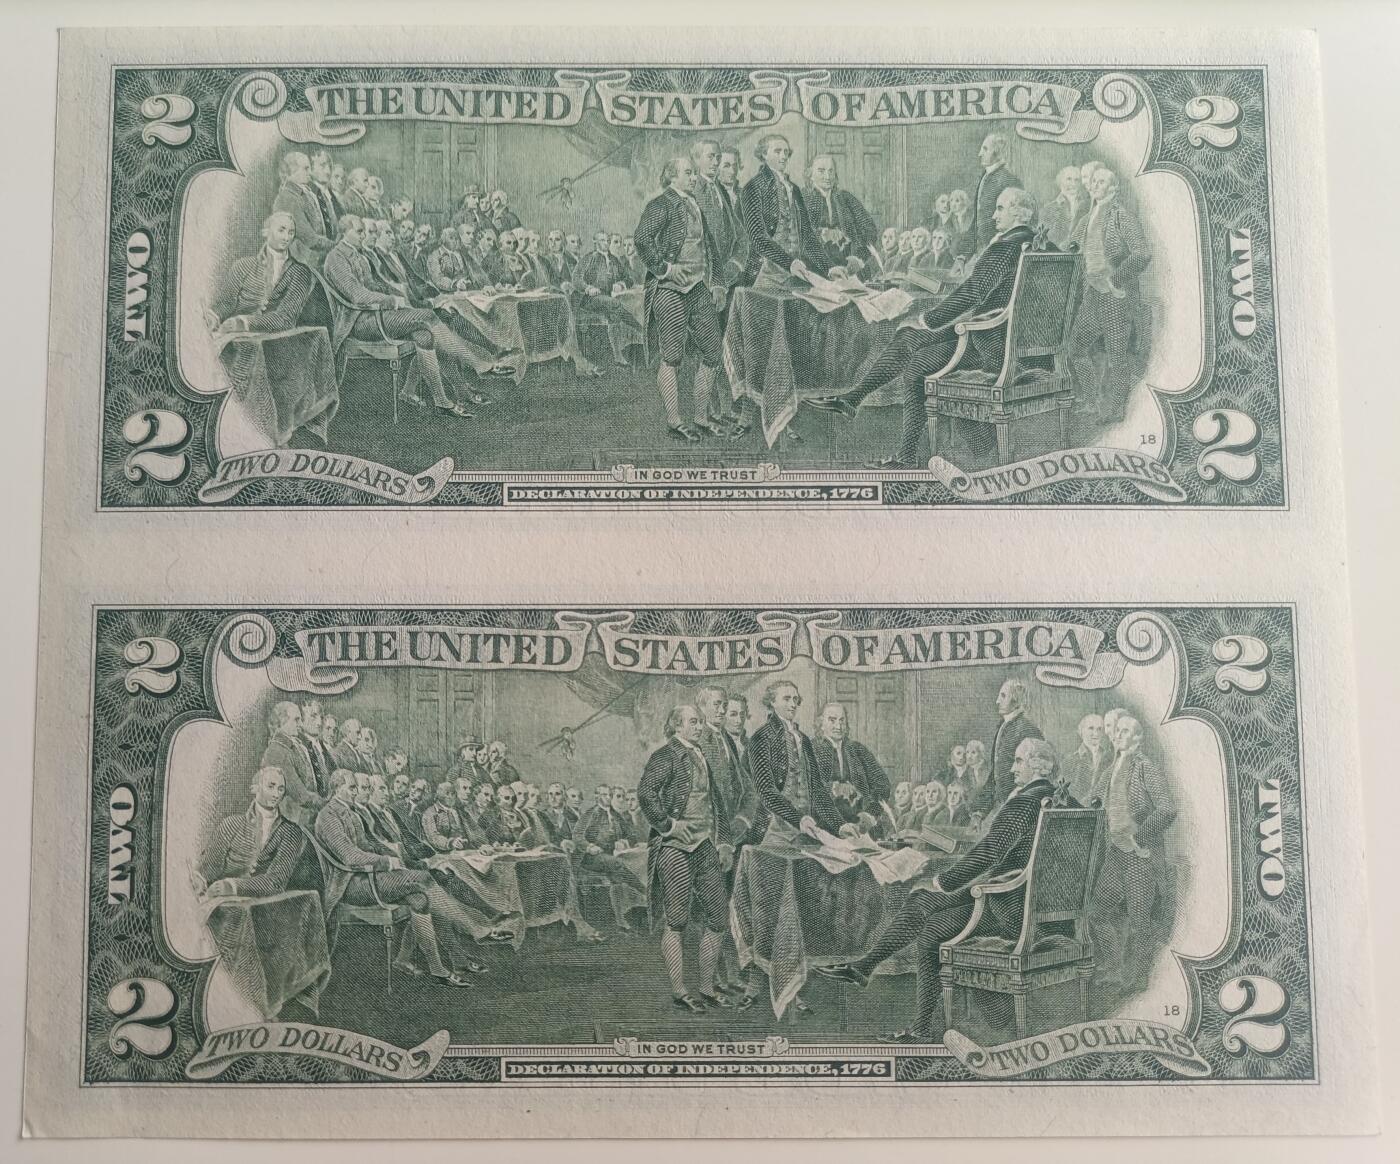 THE UNITED STATES OF AMERICA
2 2
TWO TWO
2 2
18
TWO DOLLARS IN GOD WE TRUST TWO DOLLARS
DECLARATION OF INDEPENDENCE, 1776
THE UNITED STATES OF AMERICA
2 2
TWO TWO
2 2
18
TWO DOLLARS IN GOD WE TRUST TWO DOLLARS
DECLARATION OF INDEPENDENCE, 1776